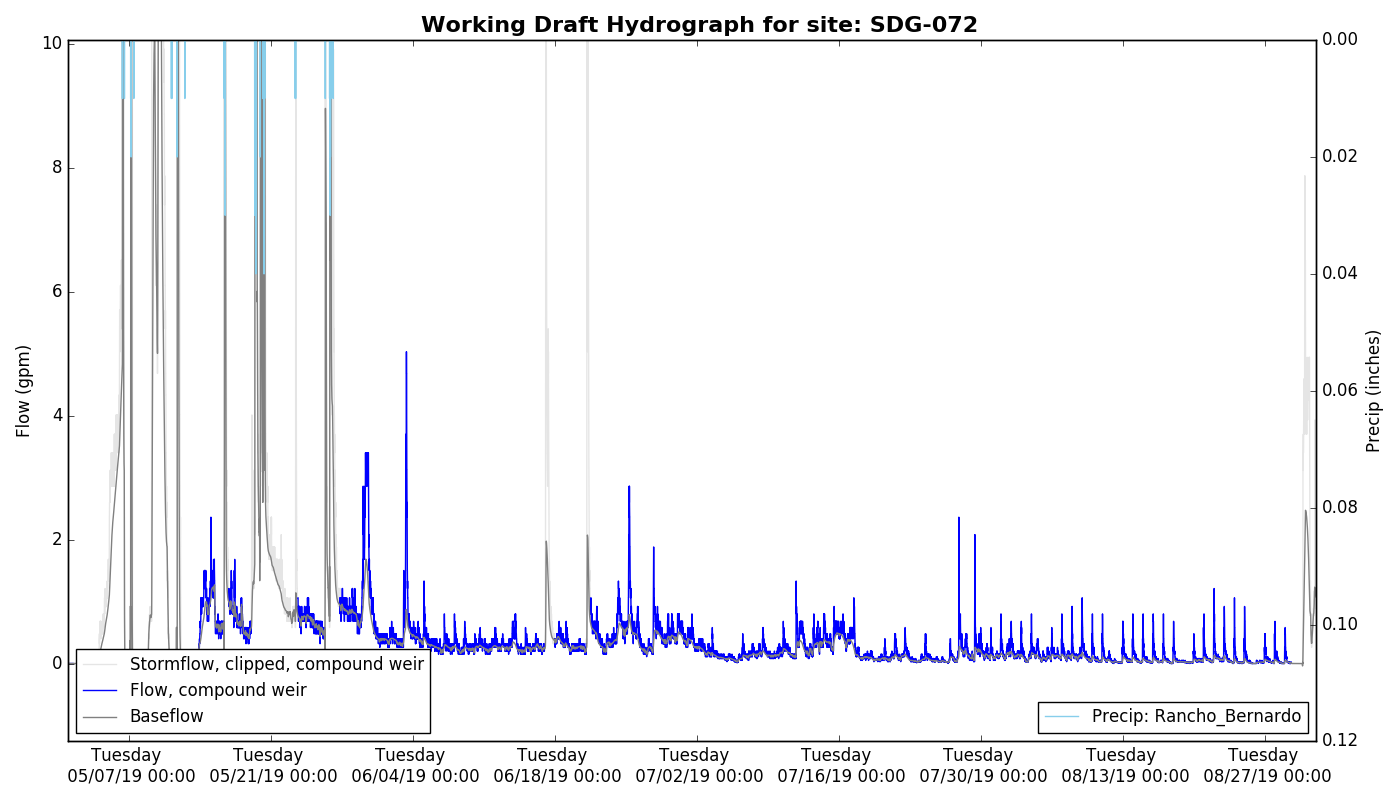 Working Draft Hydrograph for site: SDG-072
10
8
6
4
2
0
Flow (gpm)
0.00
0.02
0.04
0.06
0.08
0.10
0.12
Precip (inches)
Stormflow, clipped, compound weir
Flow, compound weir
Baseflow
Precip: Rancho_Bernardo
Tuesday Tuesday Tuesday Tuesday Tuesday Tuesday Tuesday Tuesday Tuesday
05/07/19 00:00 05/21/19 00:00 06/04/19 00:00 06/18/19 00:00 07/02/19 00:00 07/16/19 00:00 07/30/19 00:00 08/13/19 00:00 08/27/19 00:00